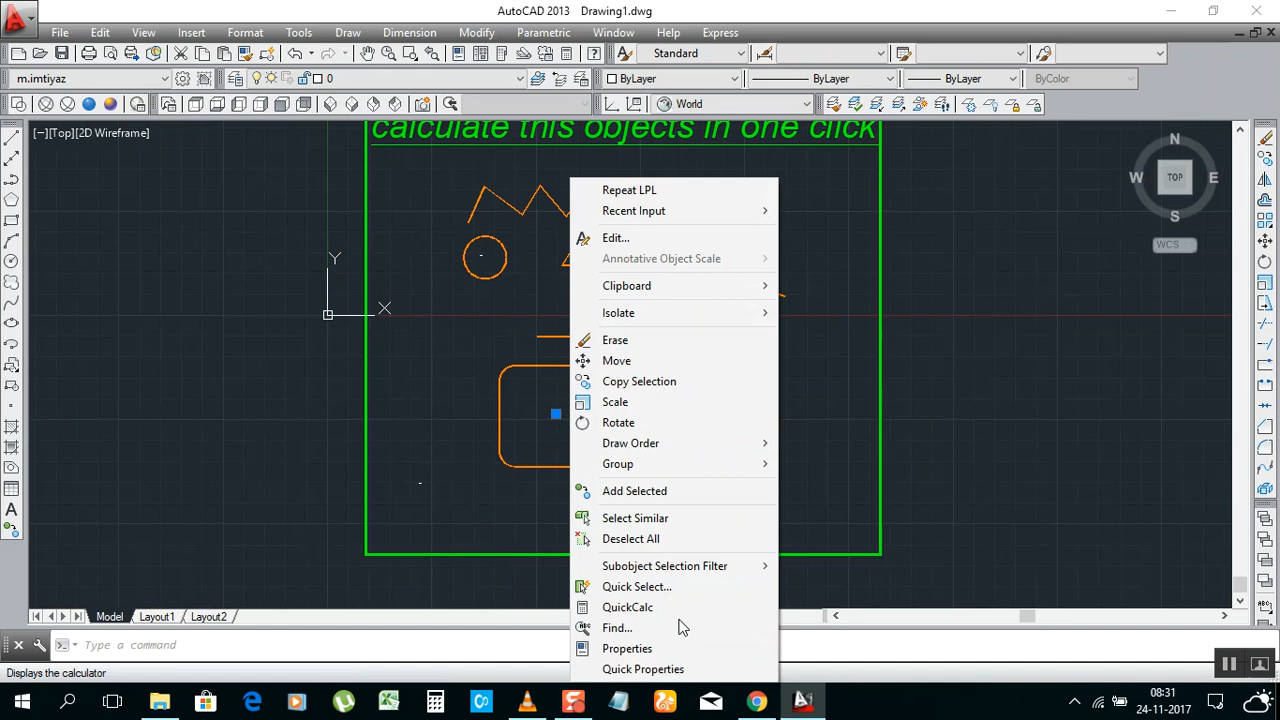 AutoCAD 2013 Drawing1.dwg
File Edit View Insert Format Tools Draw Dimension Modify Parametric Window Help Express
Standard
m.imtiyaz 0 ByLayer ByLayer ByLayer ByColor
World
[−][Top][2D Wireframe]
calculate this objects in one click
N
W TOP E
S
WCS
Y
X
Repeat LPL
Recent Input
Edit...
Annotative Object Scale
Clipboard
Isolate
Erase
Move
Copy Selection
Scale
Rotate
Draw Order
Group
Add Selected
Select Similar
Deselect All
Subobject Selection Filter
Quick Select...
QuickCalc
Find...
Properties
Quick Properties
Model Layout1 Layout2
Type a command
Displays the calculator
08:31
24-11-2017